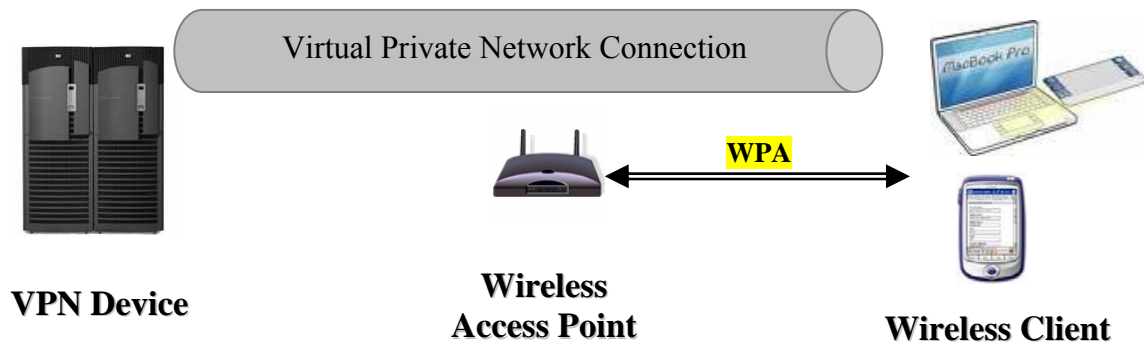 Virtual Private Network Connection
MacBook Pro
WPA
VPN Device
Wireless
Access Point
Wireless Client